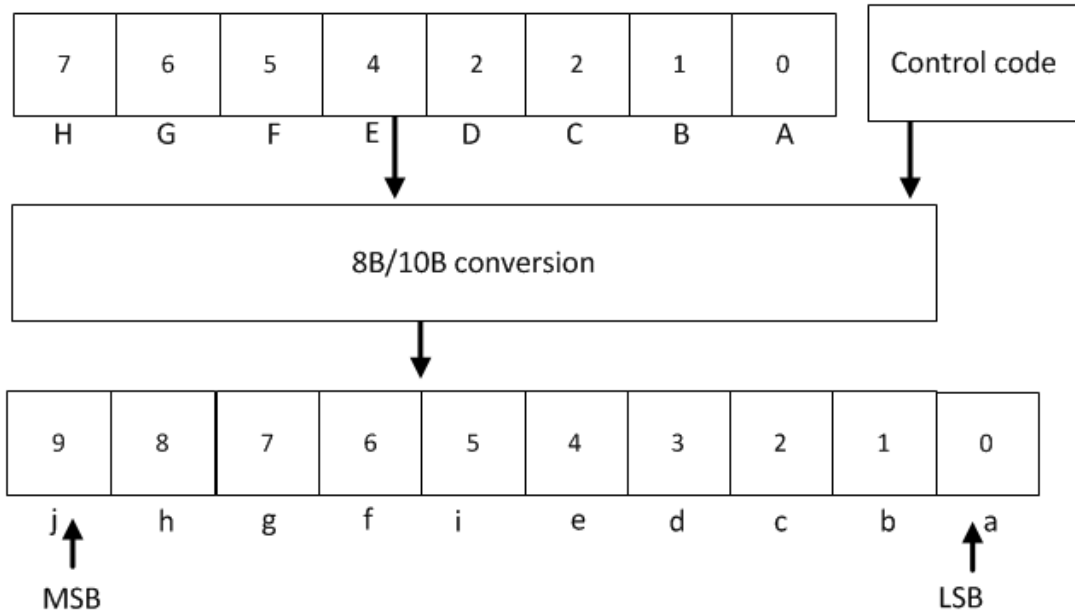 7 6 5 4 2 2 1 0 Control code
H G F E D C B A
8B/10B conversion
9 8 7 6 5 4 3 2 1 0
j h g f i e d c b a
MSB LSB